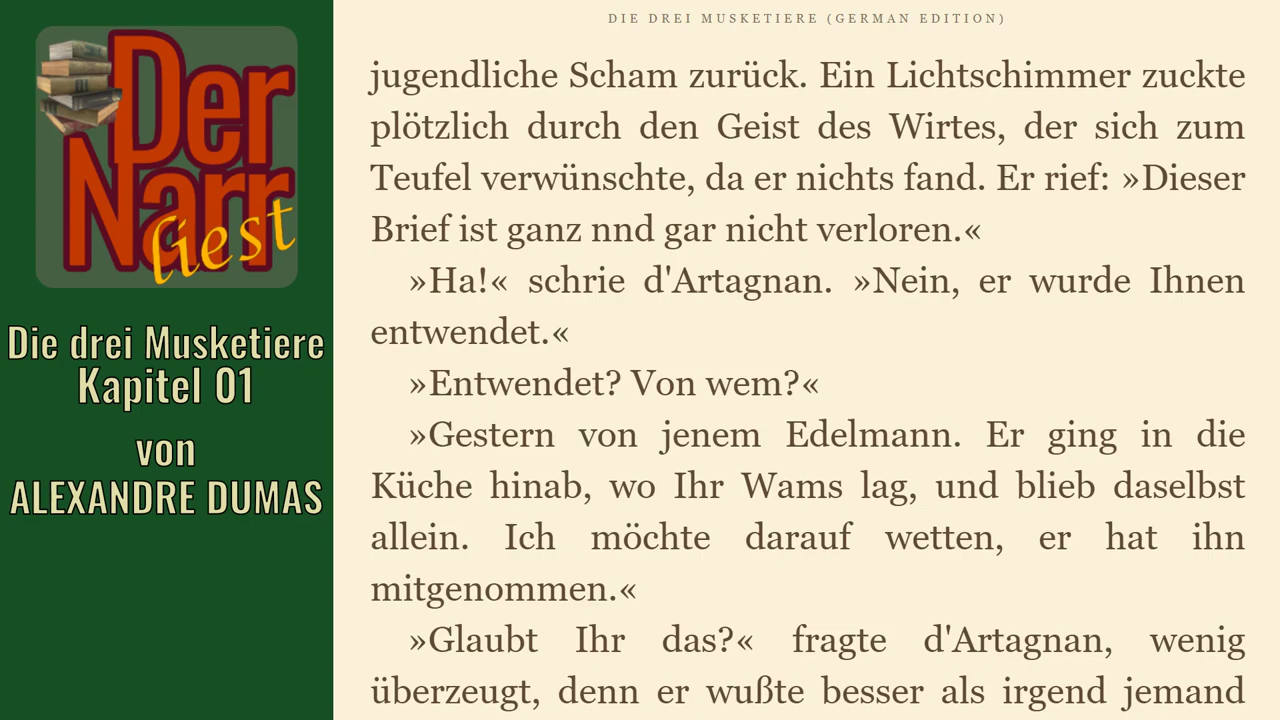 Der
Narr
liest
Die drei Musketiere
Kapitel 01
von
ALEXANDRE DUMAS
DIE DREI MUSKETIERE (GERMAN EDITION)
jugendliche Scham zurück. Ein Lichtschimmer zuckte
plötzlich durch den Geist des Wirtes, der sich zum
Teufel verwünschte, da er nichts fand. Er rief: »Dieser
Brief ist ganz nnd gar nicht verloren.«
»Ha!« schrie d'Artagnan. »Nein, er wurde Ihnen
entwendet.«
»Entwendet? Von wem?«
»Gestern von jenem Edelmann. Er ging in die
Küche hinab, wo Ihr Wams lag, und blieb daselbst
allein. Ich möchte darauf wetten, er hat ihn
mitgenommen.«
»Glaubt Ihr das?« fragte d'Artagnan, wenig
überzeugt, denn er wußte besser als irgend jemand